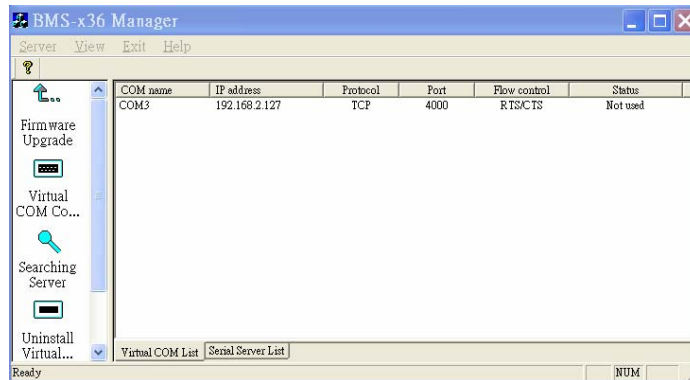 BMS-x36 Manager
Server View Exit Help
COM name IP address Protocol Port Flow control Status
COM3 192.168.2.127 TCP 4000 RTS/CTS Not used
Firmware
Upgrade
Virtual
COM Co...
Searching
Server
Uninstall
Virtual...
Virtual COM List Serial Server List
Ready NUM